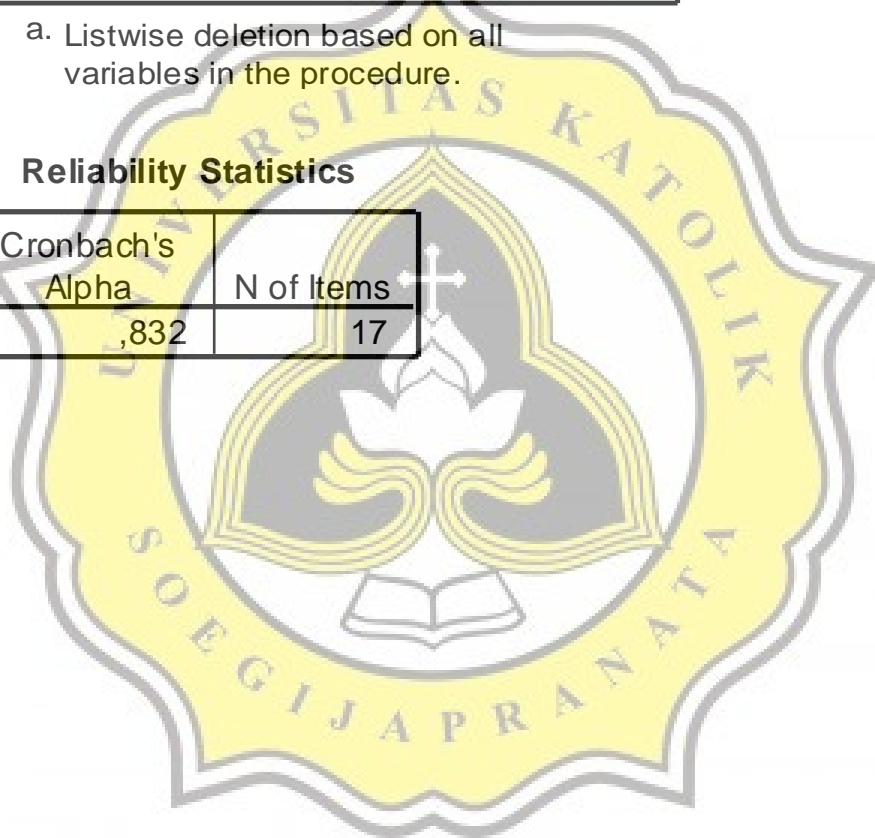 a. Listwise deletion based on all
variables in the procedure.
Reliability Statistics
Cronbach's
Alpha
N of Items
,832
17
UNIVERSITAS KATOLIK
SOEGIJAPRANATA